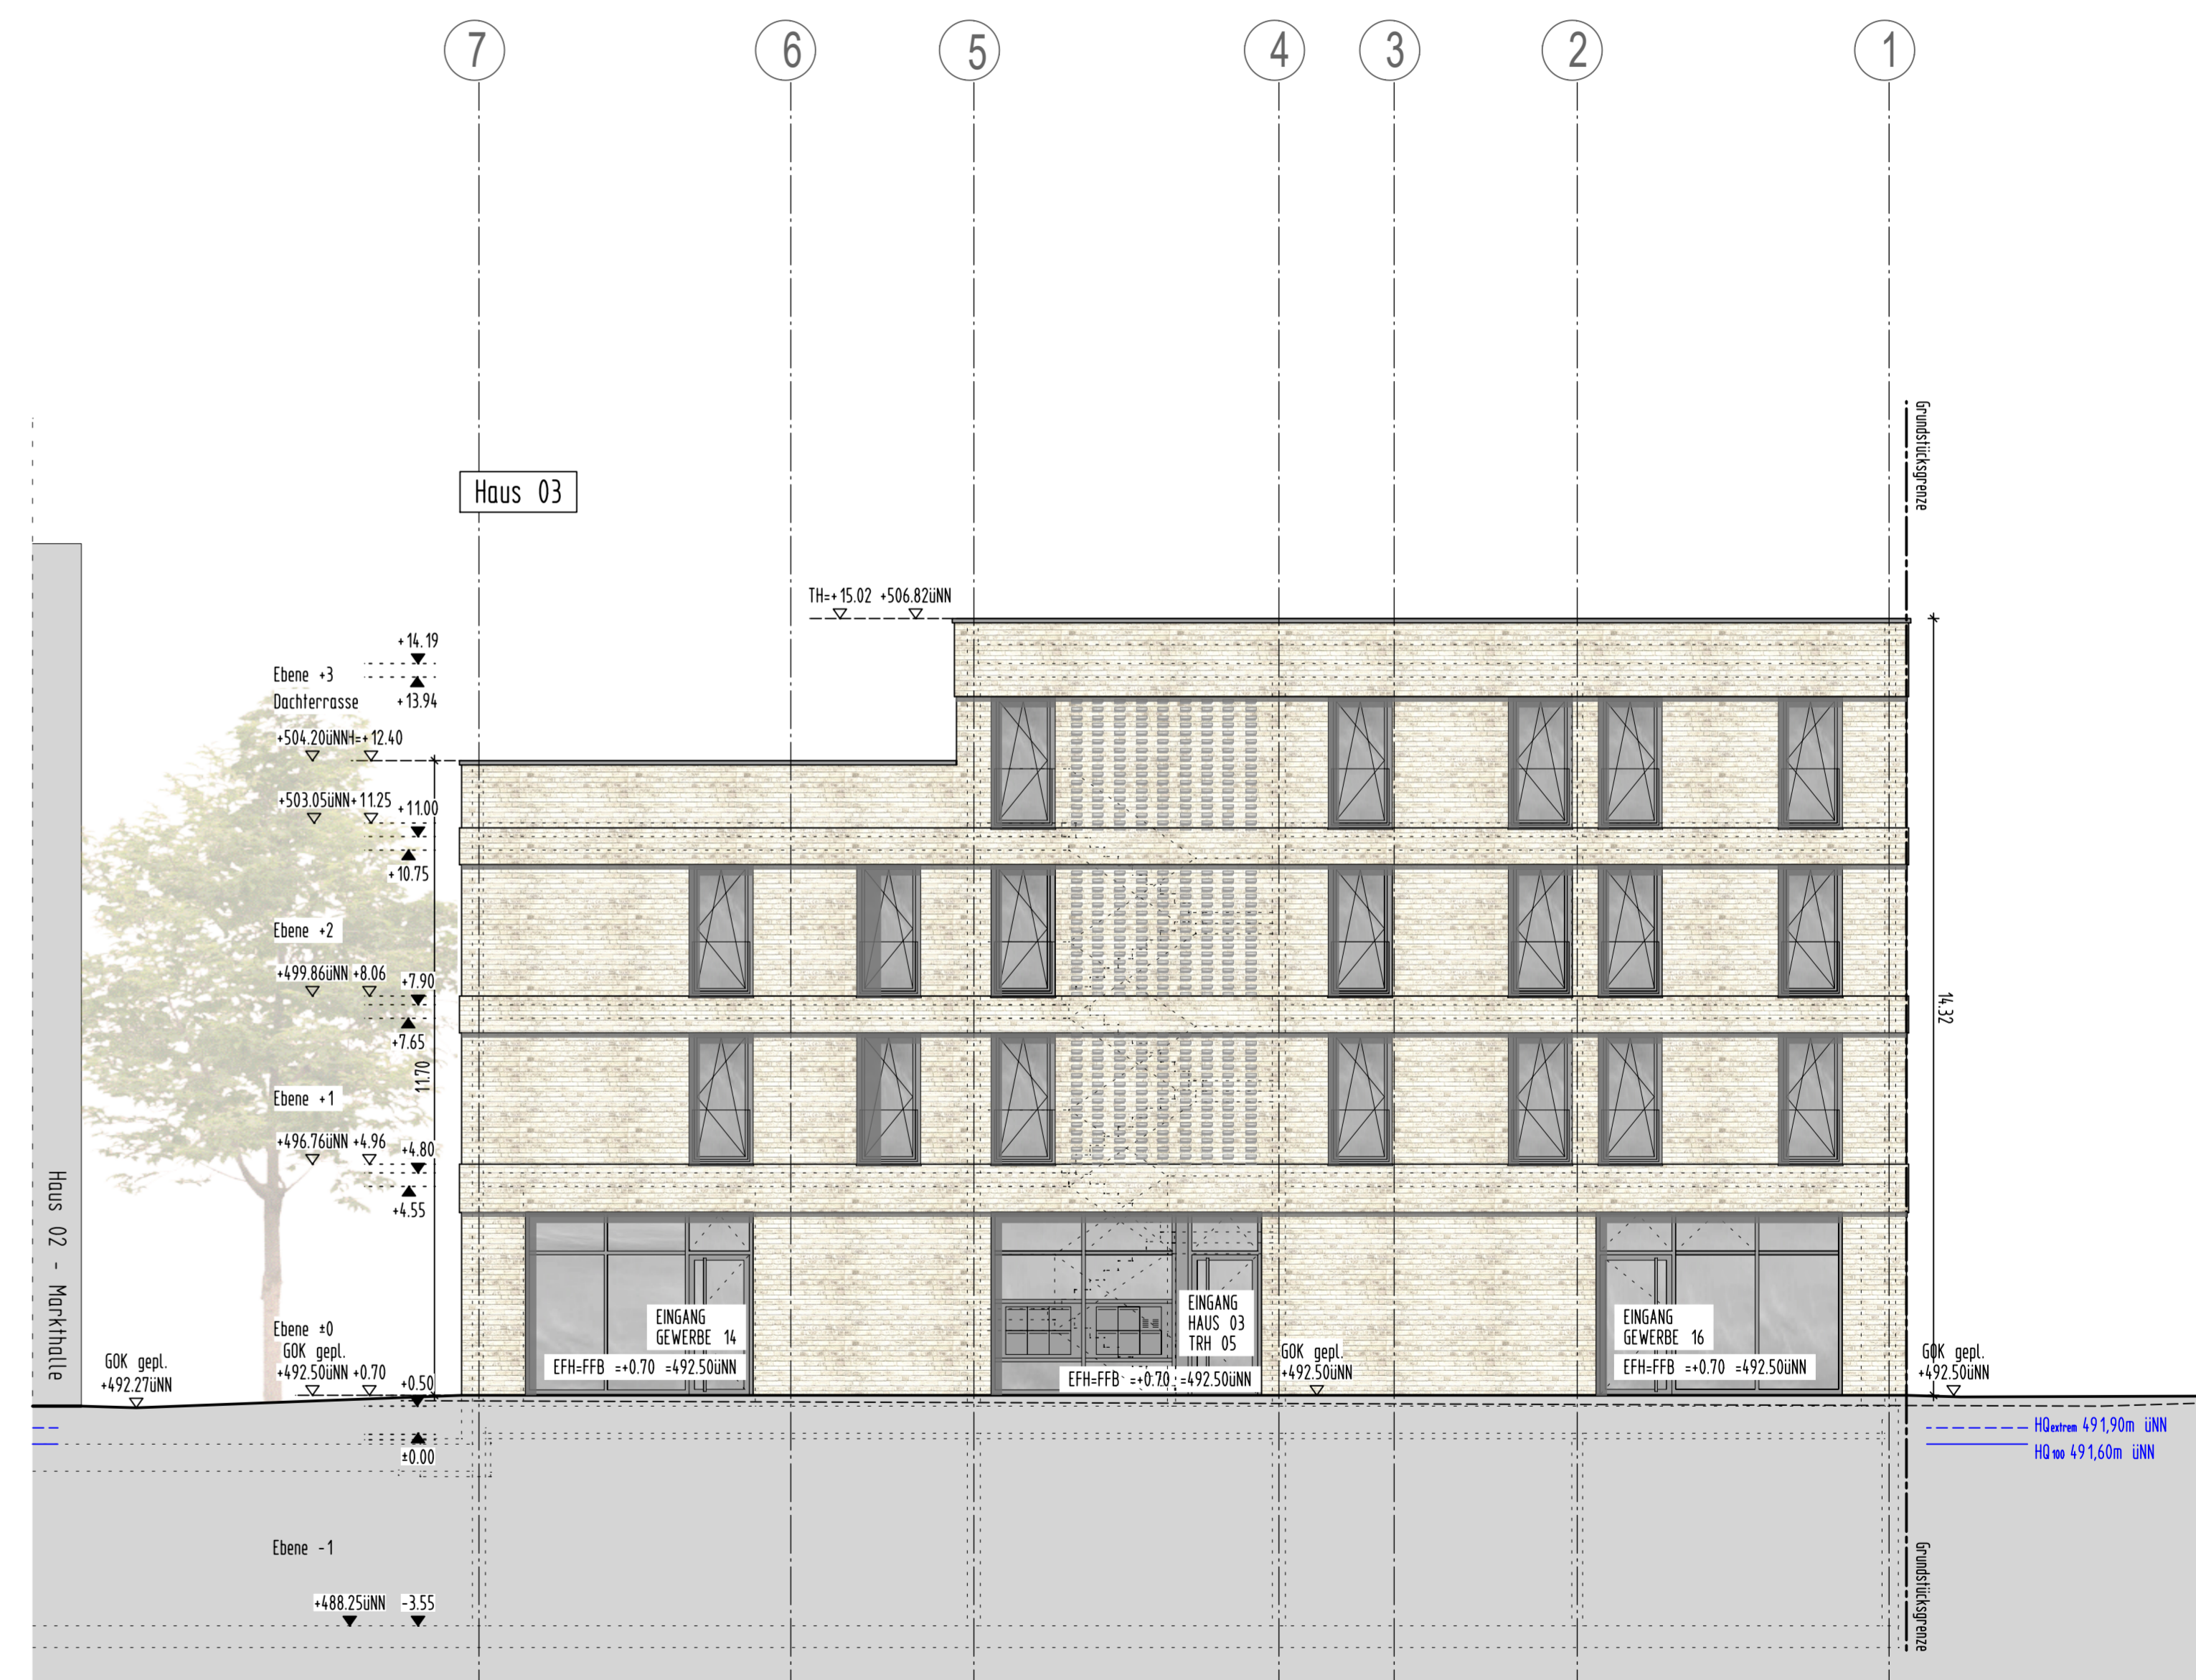 7 6 5 4 3 2 1
Grundstücksgrenze
Haus 03
TH=+15.02 +506.82üNN
+14.19
Ebene +3
Dachterrasse +13.94
+504.20üNN H=+12.40
+503.05üNN +11.25 +11.00
+10.75
Ebene +2
+499.86üNN +8.06 +7.90
+7.65
11.70
14.32
Ebene +1
+496.76üNN +4.96 +4.80
+4.55
Haus 02 - Markthalle
EINGANG
GEWERBE 14
EFH=FFB =+0.70 =492.50üNN
EINGANG
HAUS 03
TRH 05
EFH=FFB =+0.70 =492.50üNN
EINGANG
GEWERBE 16
EFH=FFB =+0.70 =492.50üNN
Ebene ±0
GOK gepl.
+492.50üNN +0.70 +0.50
GOK gepl.
+492.27üNN
GOK gepl.
+492.50üNN
GOK gepl.
+492.50üNN
HQextrem 491,90m üNN
HQ100 491,60m üNN
±0.00
Ebene -1
+488.25üNN -3.55
Grundstücksgrenze